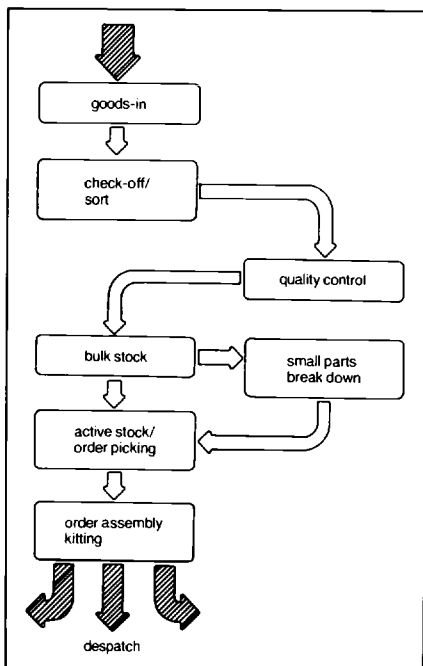 goods-in
check-off/
sort
quality control
bulk stock
small parts
break down
active stock/
order picking
order assembly
kitting
despatch